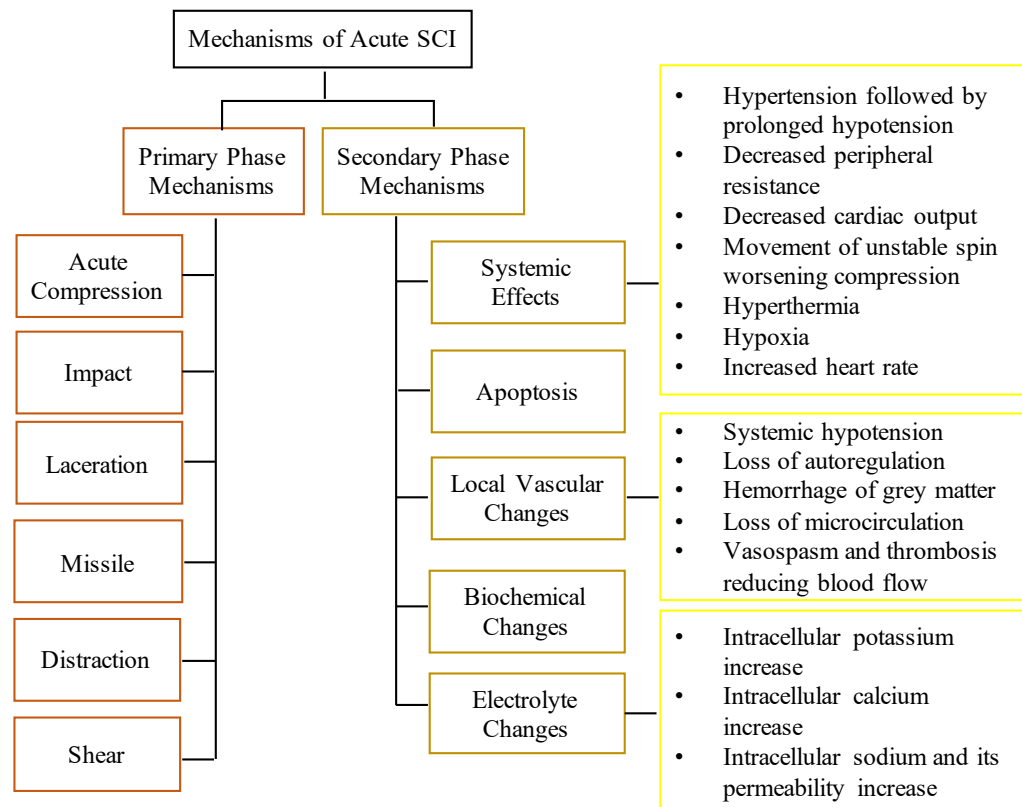 Mechanisms of Acute SCI
Primary Phase
Mechanisms
Secondary Phase
Mechanisms
Acute
Compression
Impact
Laceration
Missile
Distraction
Shear
Systemic
Effects
Apoptosis
Local Vascular
Changes
Biochemical
Changes
Electrolyte
Changes
• Hypertension followed by
prolonged hypotension
• Decreased peripheral
resistance
• Decreased cardiac output
• Movement of unstable spin
worsening compression
• Hyperthermia
• Hypoxia
• Increased heart rate
• Systemic hypotension
• Loss of autoregulation
• Hemorrhage of grey matter
• Loss of microcirculation
• Vasospasm and thrombosis
reducing blood flow
• Intracellular potassium
increase
• Intracellular calcium
increase
• Intracellular sodium and its
permeability increase